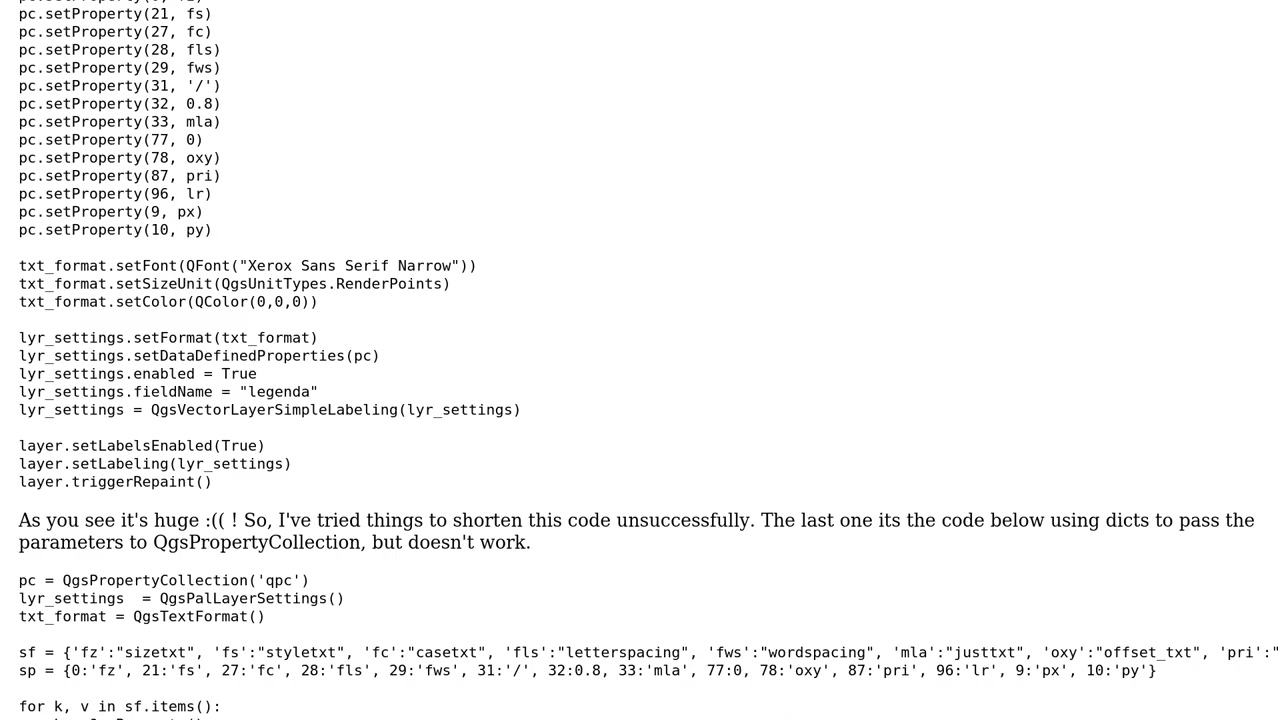 pc.setProperty(21, fs)
pc.setProperty(27, fc)
pc.setProperty(28, fls)
pc.setProperty(29, fws)
pc.setProperty(31, '/')
pc.setProperty(32, 0.8)
pc.setProperty(33, mla)
pc.setProperty(77, 0)
pc.setProperty(78, oxy)
pc.setProperty(87, pri)
pc.setProperty(96, lr)
pc.setProperty(9, px)
pc.setProperty(10, py)
txt_format.setFont(QFont("Xerox Sans Serif Narrow"))
txt_format.setSizeUnit(QgsUnitTypes.RenderPoints)
txt_format.setColor(QColor(0,0,0))
lyr_settings.setFormat(txt_format)
lyr_settings.setDataDefinedProperties(pc)
lyr_settings.enabled = True
lyr_settings.fieldName = "legenda"
lyr_settings = QgsVectorLayerSimpleLabeling(lyr_settings)
layer.setLabelsEnabled(True)
layer.setLabeling(lyr_settings)
layer.triggerRepaint()
As you see it's huge :(( ! So, I've tried things to shorten this code unsuccessfully. The last one its the code below using dicts to pass the
parameters to QgsPropertyCollection, but doesn't work.
pc = QgsPropertyCollection('qpc')
lyr_settings  = QgsPalLayerSettings()
txt_format = QgsTextFormat()
sf = {'fz':"sizetxt", 'fs':"styletxt", 'fc':"casetxt", 'fls':"letterspacing", 'fws':"wordspacing", 'mla':"justtxt", 'oxy':"offset_txt", 'pri':"
sp = {0:'fz', 21:'fs', 27:'fc', 28:'fls', 29:'fws', 31:'/', 32:0.8, 33:'mla', 77:0, 78:'oxy', 87:'pri', 96:'lr', 9:'px', 10:'py'}
for k, v in sf.items():